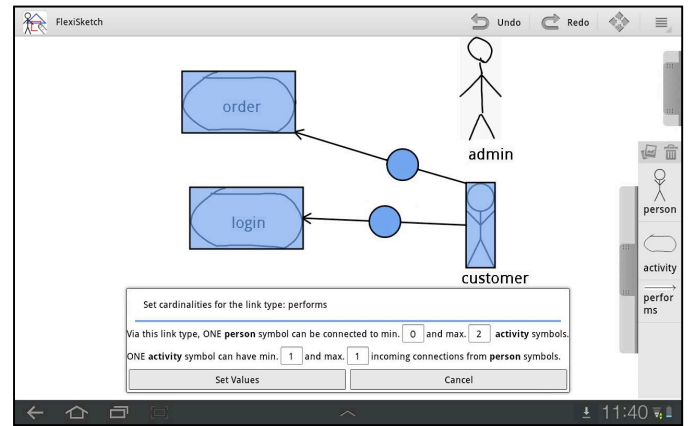 FlexiSketch
Undo
Redo
order
admin
person
login
activity
customer
perfor
ms
Set cardinalities for the link type: performs
Via this link type, ONE person symbol can be connected to min. 0 and max. 2 activity symbols.
ONE activity symbol can have min. 1 and max. 1 incoming connections from person symbols.
Set Values
Cancel
11:40